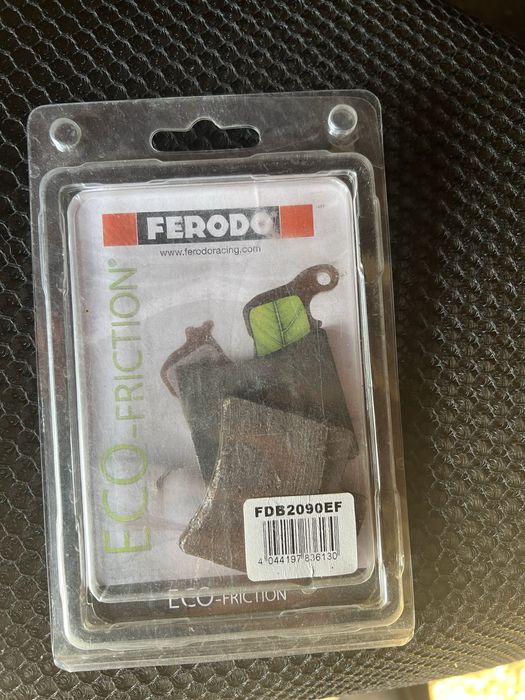 FERODO
www.ferodoracing.com
ECO-FRICTION®
FDB2090EF
4 044197 836130
ECO-FRICTION